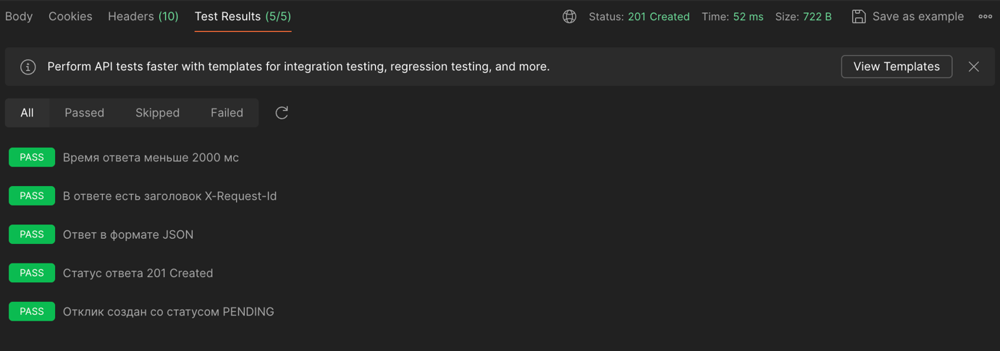 Body Cookies Headers (10) Test Results (5/5) Status: 201 Created Time: 52 ms Size: 722 B Save as example
Perform API tests faster with templates for integration testing, regression testing, and more. View Templates
All Passed Skipped Failed
PASS Время ответа меньше 2000 мс
PASS В ответе есть заголовок X-Request-Id
PASS Ответ в формате JSON
PASS Статус ответа 201 Created
PASS Отклик создан со статусом PENDING